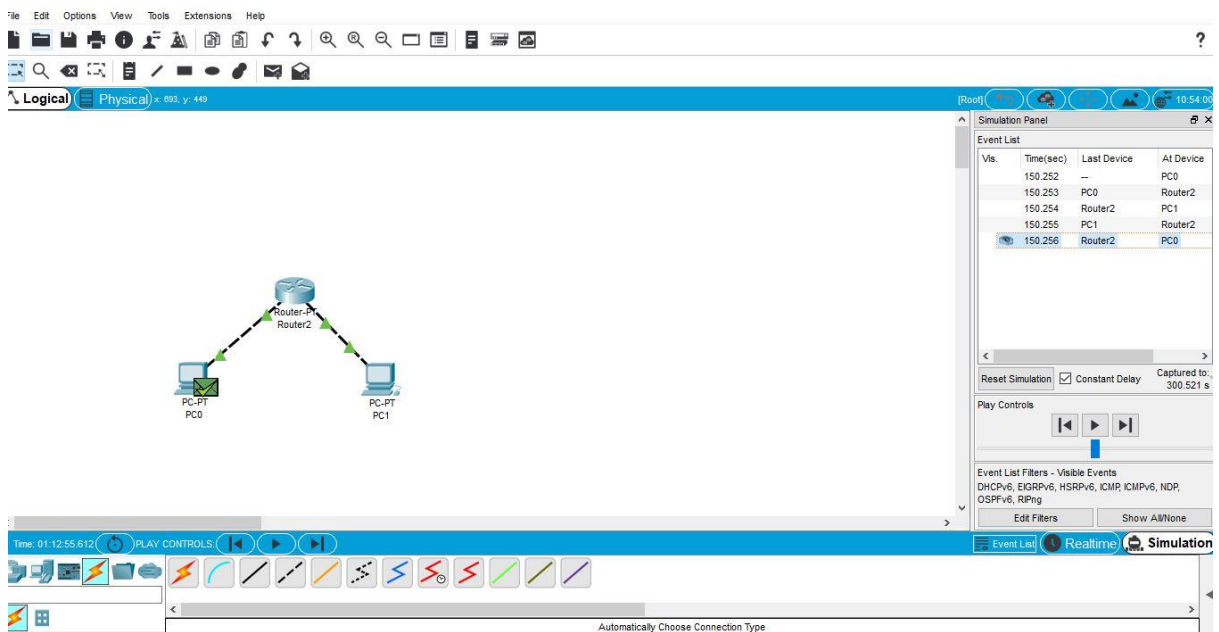 File Edit Options View Tools Extensions Help
?
Logical Physical x: 693, y: 449 [Root] 10:54:00
Simulation Panel
Event List
Vis. Time(sec) Last Device At Device
150.252 -- PC0
150.253 PC0 Router2
150.254 Router2 PC1
150.255 PC1 Router2
150.256 Router2 PC0
Router-PT
Router2
PC-PT
PC0
PC-PT
PC1
Reset Simulation Constant Delay Captured to:
300.521 s
Play Controls
Event List Filters - Visible Events
DHCPv6, EIGRPv6, HSRPv6, ICMP, ICMPv6, NDP,
OSPFv6, RIPng
Edit Filters Show All/None
Time: 01:12:55.612 PLAY CONTROLS: Event List Realtime Simulation
Automatically Choose Connection Type